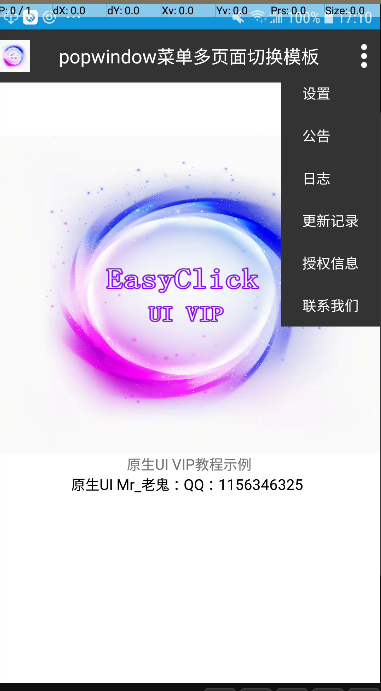 P: 0 / 1 dX: 0.0 dY: 0.0 Xv: 0.0 Yv: 0.0 Prs: 0.0 Size: 0.0
100% 17:10
popwindow菜单多页面切换模板
设置
公告
日志
更新记录
授权信息
联系我们
EasyClick
UI VIP
原生UI VIP教程示例
原生UI Mr_老鬼：QQ：1156346325